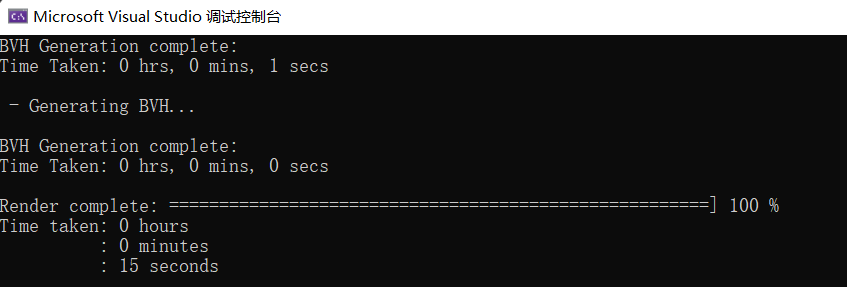 C:\ Microsoft Visual Studio 调试控制台
BVH Generation complete:
Time Taken: 0 hrs, 0 mins, 1 secs
- Generating BVH...
BVH Generation complete:
Time Taken: 0 hrs, 0 mins, 0 secs
Render complete: ======================================================] 100 %
Time taken: 0 hours
: 0 minutes
: 15 seconds